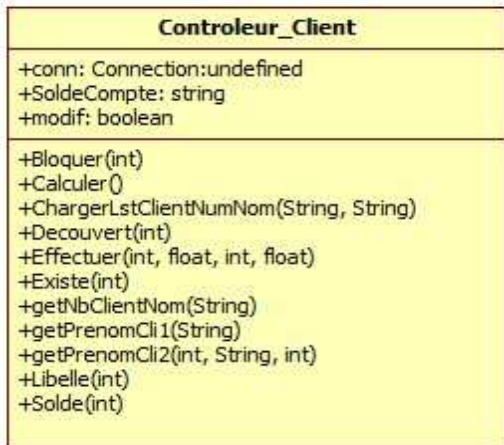 Controleur_Client
+conn: Connection:undefined
+SoldeCompte: string
+modif: boolean
+Bloquer(int)
+Calculer()
+ChargerLstClientNumNom(String, String)
+Decouvert(int)
+Effectuer(int, float, int, float)
+Existe(int)
+getNbClientNom(String)
+getPrenomCli1(String)
+getPrenomCli2(int, String, int)
+Libelle(int)
+Solde(int)